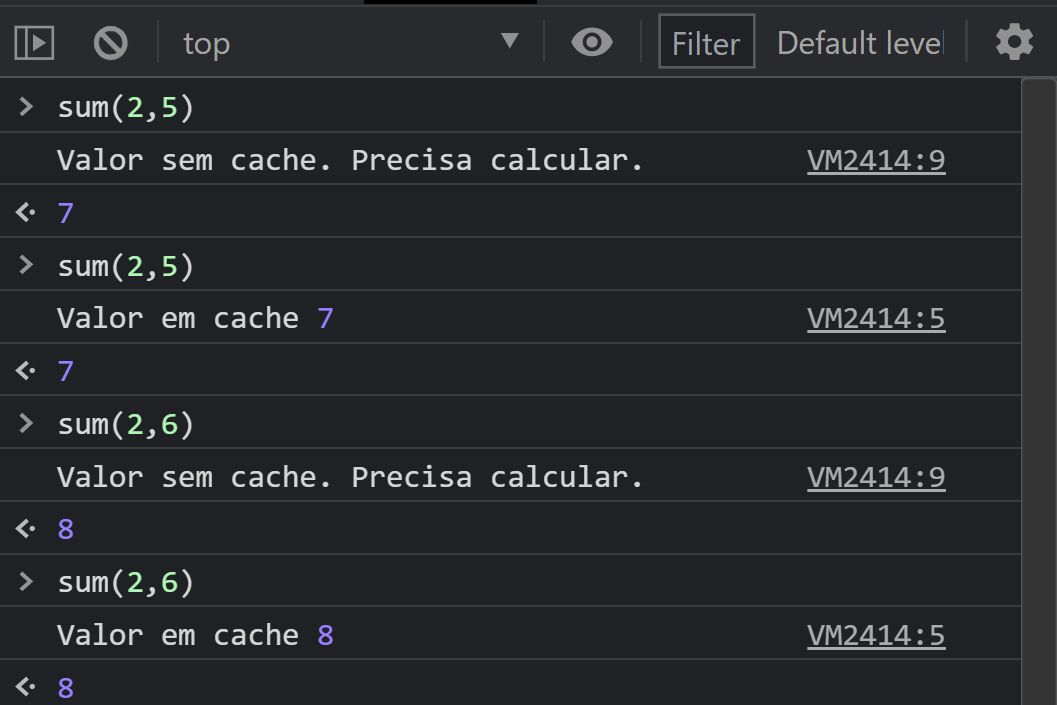 top
Filter
Default level
sum(2,5)
Valor sem cache. Precisa calcular. VM2414:9
7
sum(2,5)
Valor em cache 7 VM2414:5
7
sum(2,6)
Valor sem cache. Precisa calcular. VM2414:9
8
sum(2,6)
Valor em cache 8 VM2414:5
8